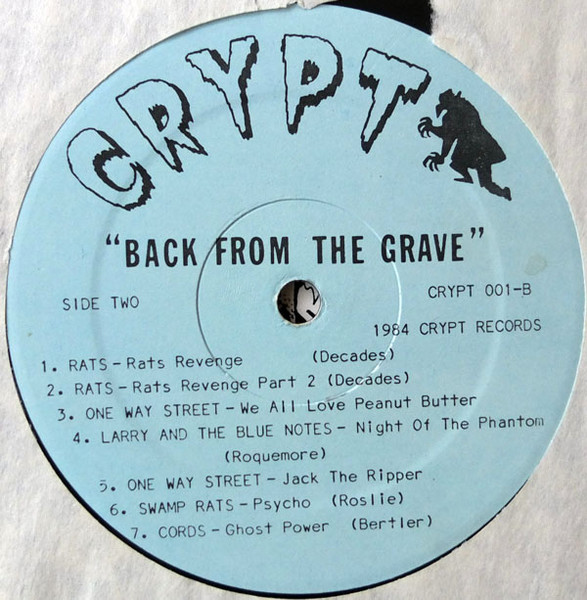 CRYPT
"BACK FROM THE GRAVE"
SIDE TWO
CRYPT 001-B
1984 CRYPT RECORDS
1. RATS - Rats Revenge (Decades)
2. RATS - Rats Revenge Part 2 (Decades)
3. ONE WAY STREET - We All Love Peanut Butter
4. LARRY AND THE BLUE NOTES - Night Of The Phantom
(Roquemore)
5. ONE WAY STREET - Jack The Ripper
6. SWAMP RATS - Psycho (Roslie)
7. CORDS - Ghost Power (Bertler)